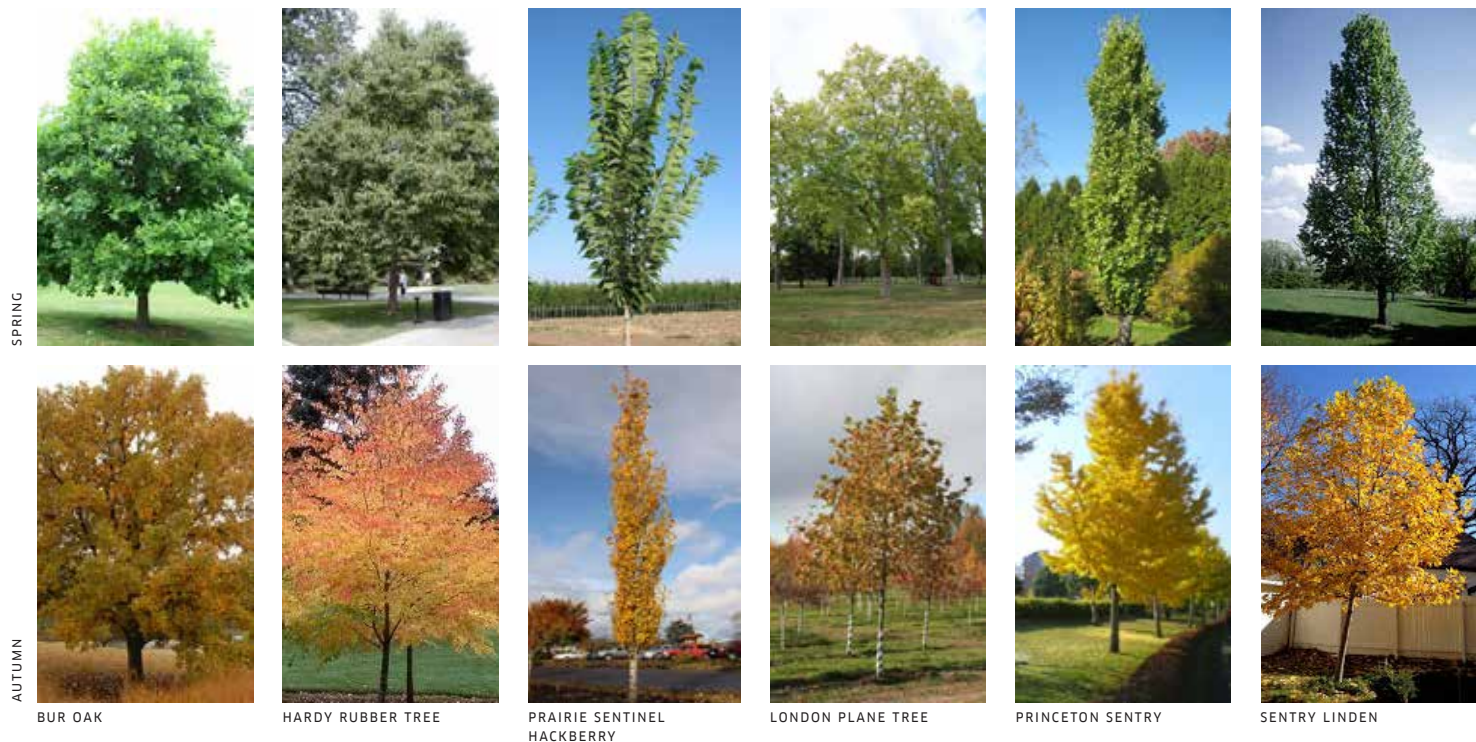 SPRING
AUTUMN
BUR OAK
HARDY RUBBER TREE
PRAIRIE SENTINEL
HACKBERRY
LONDON PLANE TREE
PRINCETON SENTRY
SENTRY LINDEN